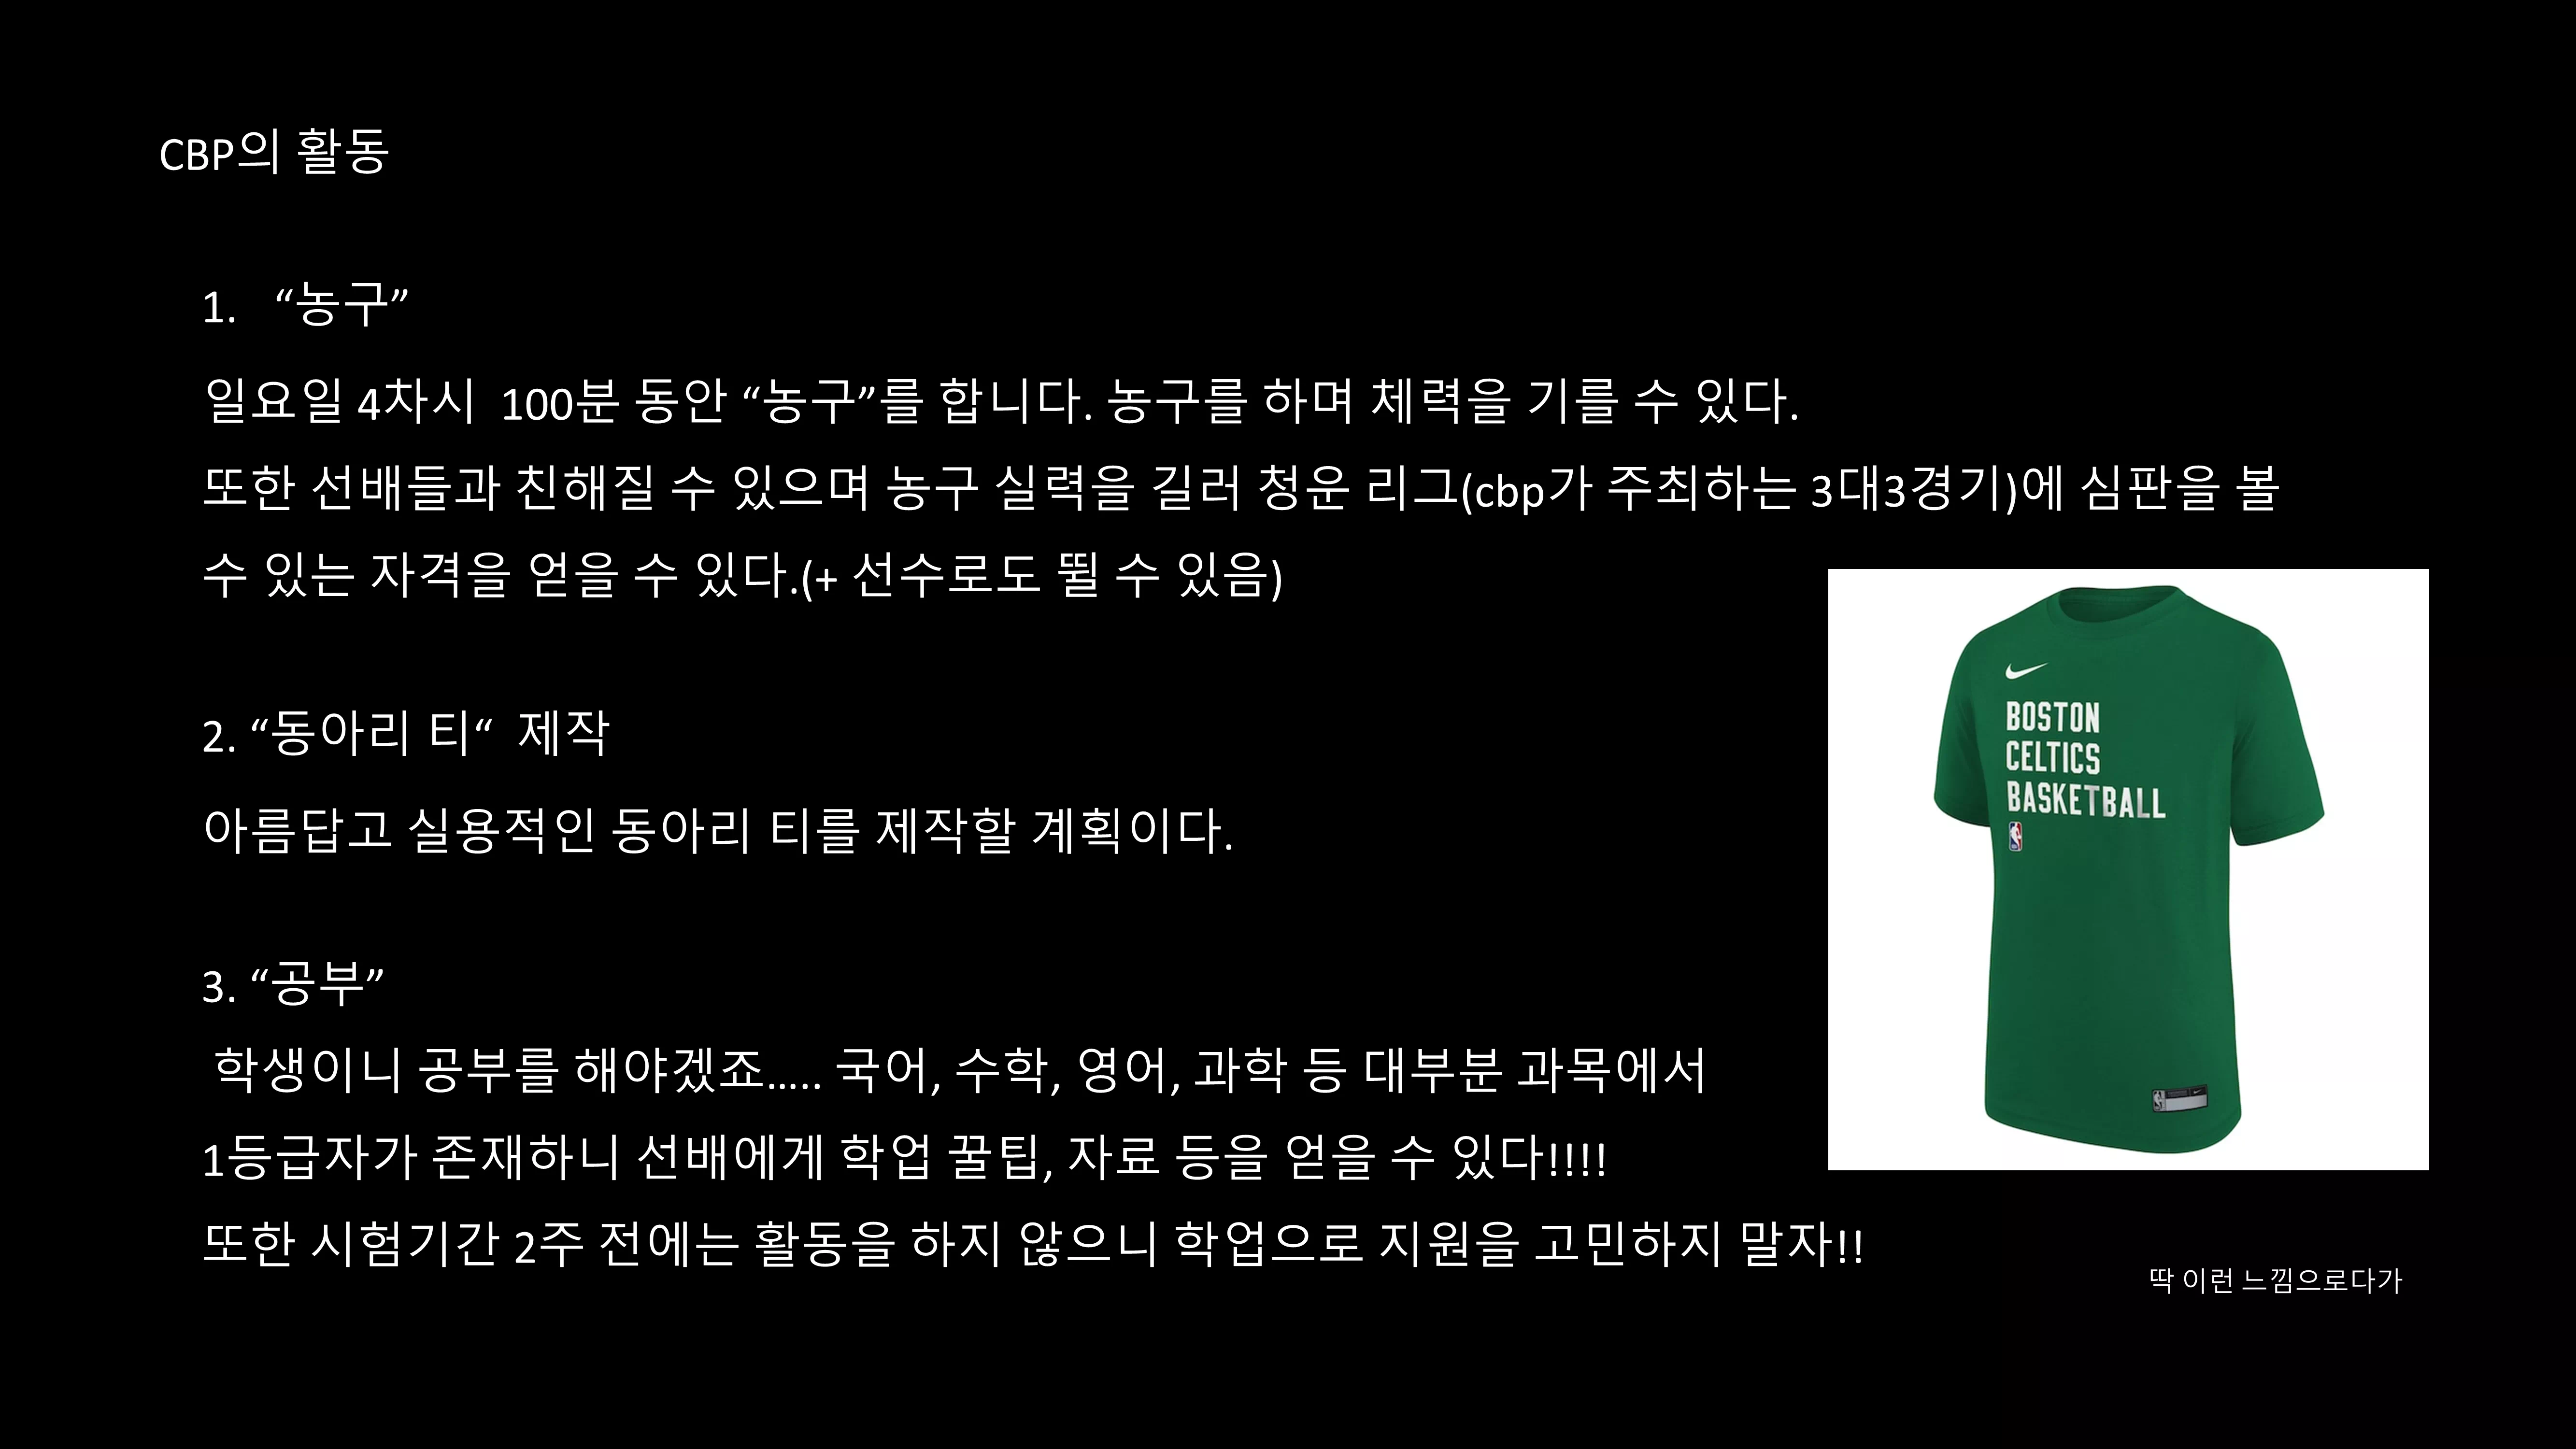 CBP의 활동
1. “농구”
일요일 4차시  100분 동안 “농구”를 합니다. 농구를 하며 체력을 기를 수 있다.
또한 선배들과 친해질 수 있으며 농구 실력을 길러 청운 리그(cbp가 주최하는 3대3경기)에 심판을 볼
수 있는 자격을 얻을 수 있다.(+ 선수로도 뛸 수 있음)
2. “동아리 티“  제작
아름답고 실용적인 동아리 티를 제작할 계획이다.
3. “공부”
학생이니 공부를 해야겠죠….. 국어, 수학, 영어, 과학 등 대부분 과목에서
1등급자가 존재하니 선배에게 학업 꿀팁, 자료 등을 얻을 수 있다!!!!
또한 시험기간 2주 전에는 활동을 하지 않으니 학업으로 지원을 고민하지 말자!!
BOSTON
CELTICS
BASKETBALL
딱 이런 느낌으로다가